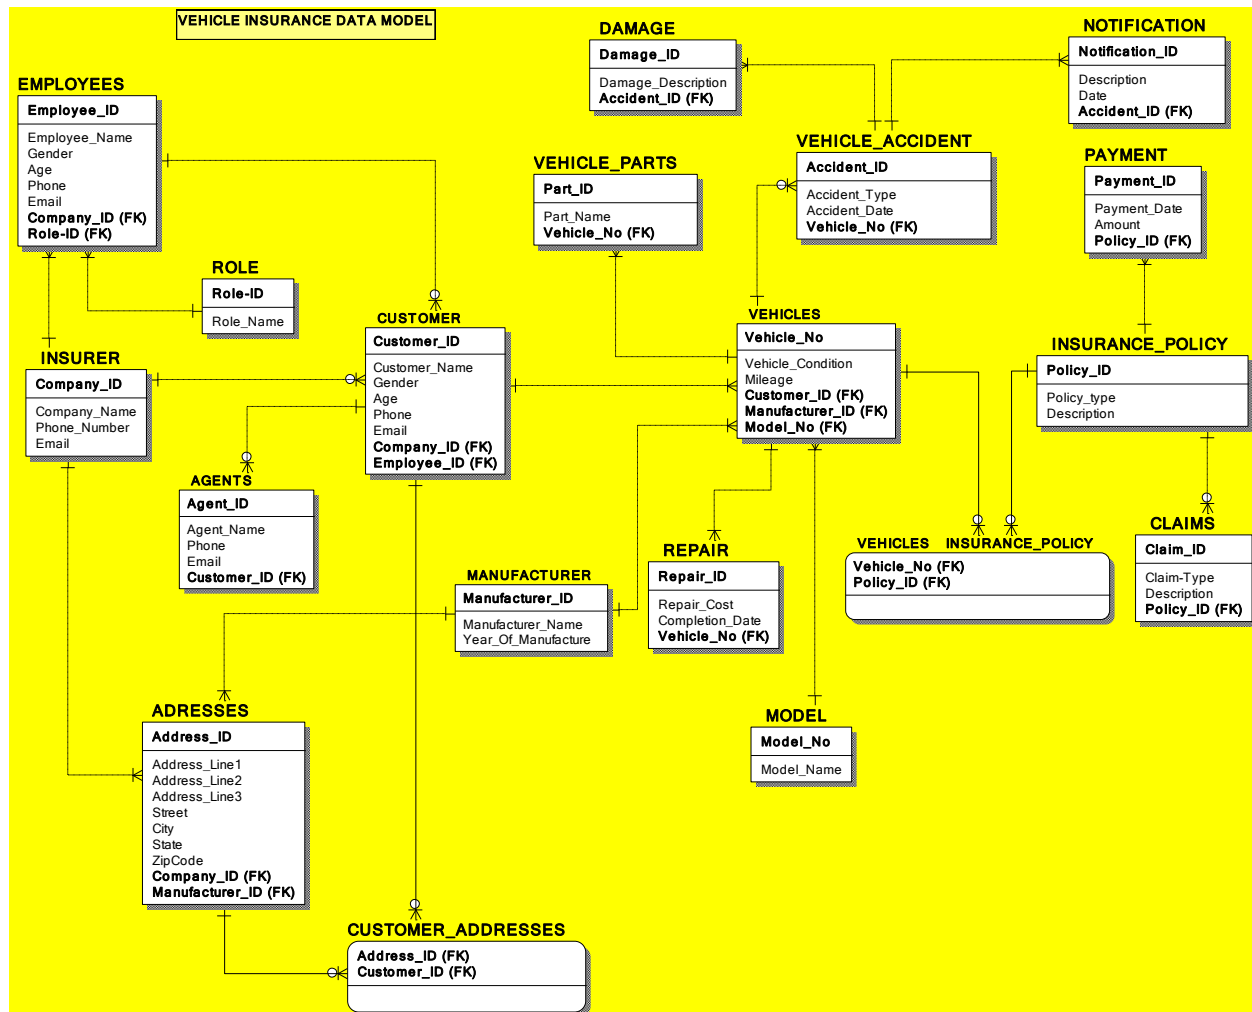 VEHICLE INSURANCE DATA MODEL
DAMAGE
Damage_ID
Damage_Description
Accident_ID (FK)
NOTIFICATION
Notification_ID
Description
Date
Accident_ID (FK)
EMPLOYEES
Employee_ID
Employee_Name
Gender
Age
Phone
Email
Company_ID (FK)
Role-ID (FK)
VEHICLE_PARTS
Part_ID
Part_Name
Vehicle_No (FK)
VEHICLE_ACCIDENT
Accident_ID
Accident_Type
Accident_Date
Vehicle_No (FK)
PAYMENT
Payment_ID
Payment_Date
Amount
Policy_ID (FK)
ROLE
Role-ID
Role_Name
CUSTOMER
Customer_ID
Customer_Name
Gender
Age
Phone
Email
Company_ID (FK)
Employee_ID (FK)
VEHICLES
Vehicle_No
Vehicle_Condition
Mileage
Customer_ID (FK)
Manufacturer_ID (FK)
Model_No (FK)
INSURANCE_POLICY
Policy_ID
Policy_type
Description
INSURER
Company_ID
Company_Name
Phone_Number
Email
AGENTS
Agent_ID
Agent_Name
Phone
Email
Customer_ID (FK)
MANUFACTURER
Manufacturer_ID
Manufacturer_Name
Year_Of_Manufacture
REPAIR
Repair_ID
Repair_Cost
Completion_Date
Vehicle_No (FK)
VEHICLES INSURANCE_POLICY
Vehicle_No (FK)
Policy_ID (FK)
CLAIMS
Claim_ID
Claim-Type
Description
Policy_ID (FK)
ADRESSES
Address_ID
Address_Line1
Address_Line2
Address_Line3
Street
City
State
ZipCode
Company_ID (FK)
Manufacturer_ID (FK)
MODEL
Model_No
Model_Name
CUSTOMER_ADDRESSES
Address_ID (FK)
Customer_ID (FK)